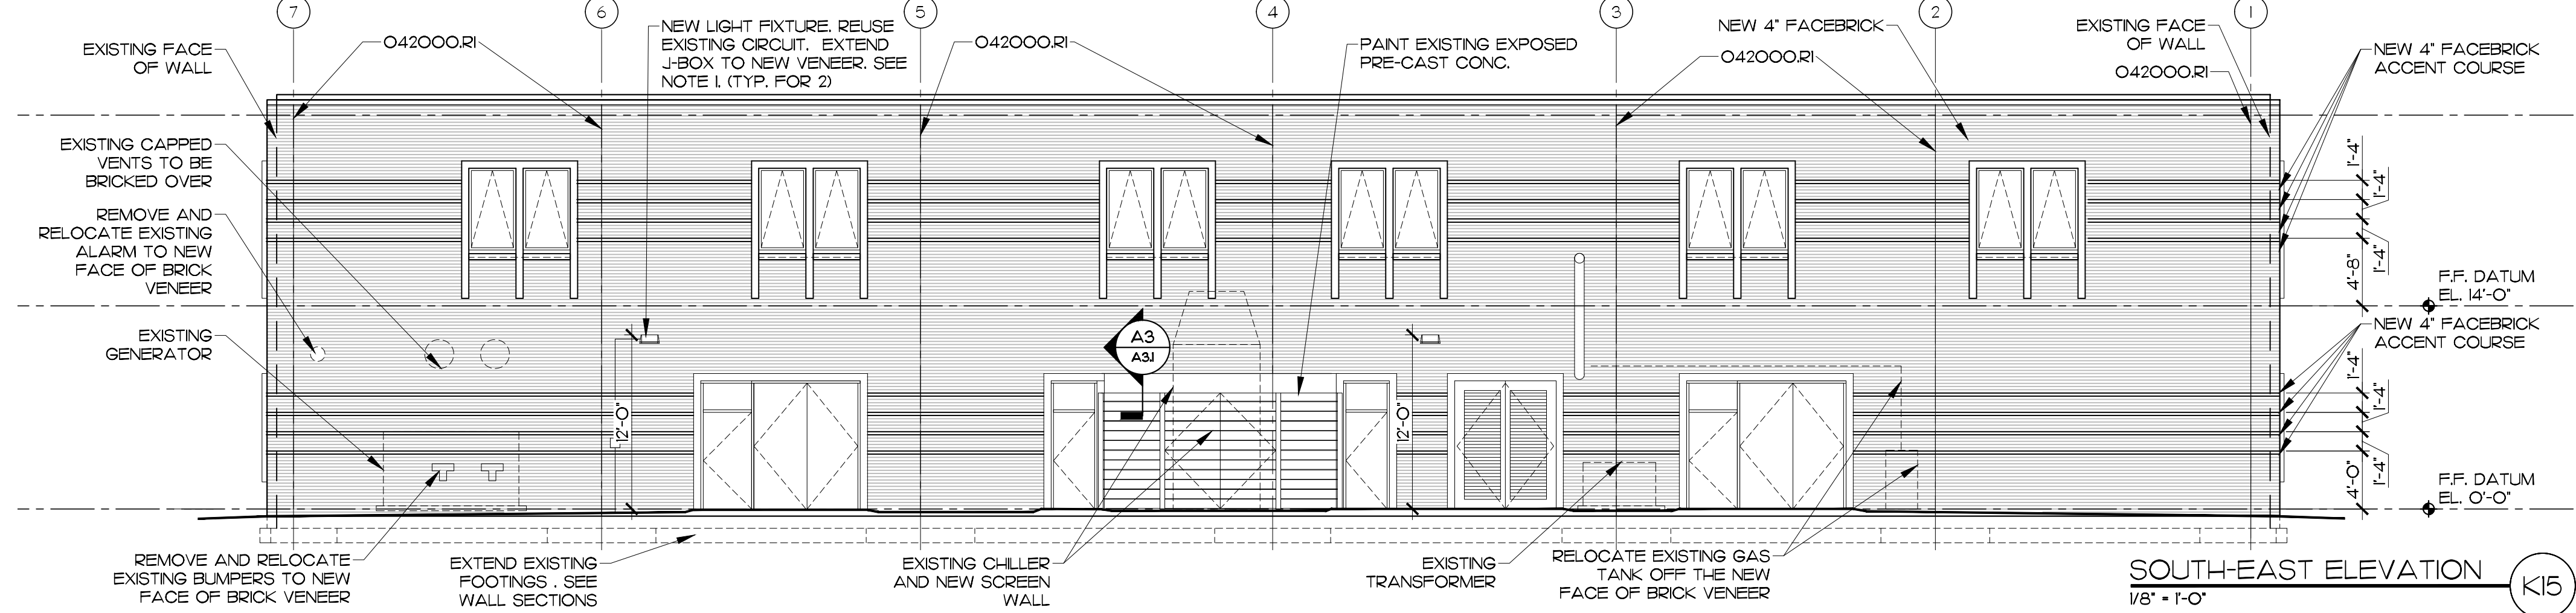 7
6
5
4
3
2
1
EXISTING FACE
OF WALL
042000.R1
NEW LIGHT FIXTURE. REUSE
EXISTING CIRCUIT. EXTEND
J-BOX TO NEW VENEER. SEE
NOTE 1. (TYP. FOR 2)
042000.R1
PAINT EXISTING EXPOSED
PRE-CAST CONC.
NEW 4" FACEBRICK
042000.R1
EXISTING FACE
OF WALL
042000.R1
NEW 4" FACEBRICK
ACCENT COURSE
EXISTING CAPPED
VENTS TO BE
BRICKED OVER
REMOVE AND
RELOCATE EXISTING
ALARM TO NEW
FACE OF BRICK
VENEER
EXISTING
GENERATOR
1'-4"
1'-4"
1'-4"
4'-8"
F.F. DATUM
EL. 14'-0"
NEW 4" FACEBRICK
ACCENT COURSE
A3
A3.1
12'-0"
12'-0"
1'-4"
1'-4"
1'-4"
4'-0"
F.F. DATUM
EL. 0'-0"
REMOVE AND RELOCATE
EXISTING BUMPERS TO NEW
FACE OF BRICK VENEER
EXTEND EXISTING
FOOTINGS . SEE
WALL SECTIONS
EXISTING CHILLER
AND NEW SCREEN
WALL
EXISTING
TRANSFORMER
RELOCATE EXISTING GAS
TANK OFF THE NEW
FACE OF BRICK VENEER
SOUTH-EAST ELEVATION
1/8" = 1'-0"
K15